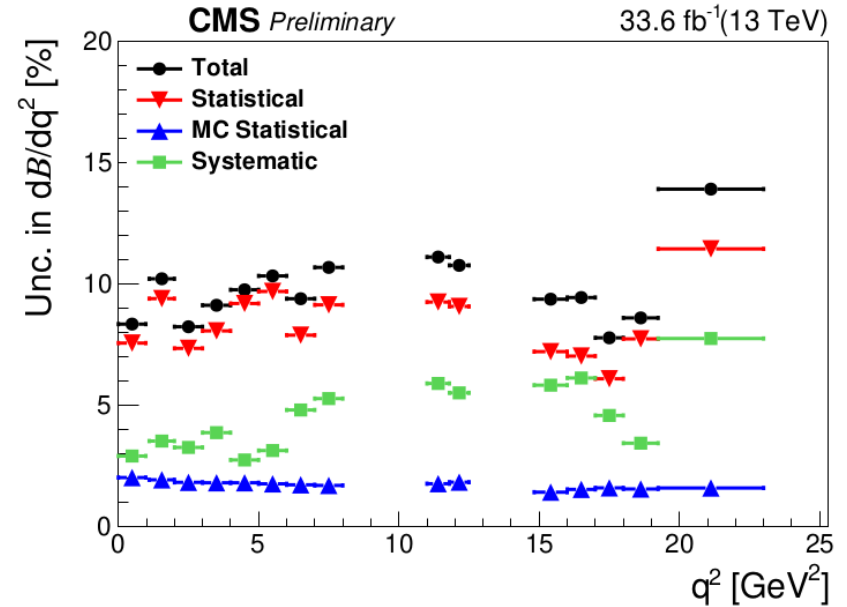 CMS Preliminary 33.6 fb⁻¹(13 TeV)
Unc. in dB/dq² [%]
20
15
10
5
0
Total
Statistical
MC Statistical
Systematic
0 5 10 15 20 25
q² [GeV²]